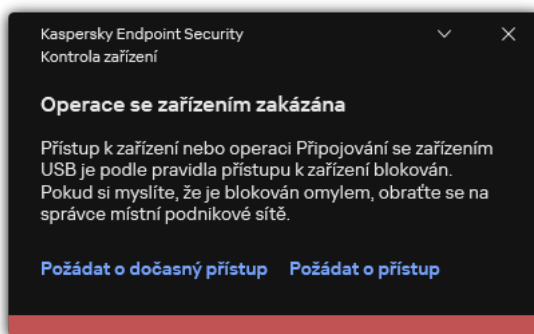 Kaspersky Endpoint Security
Kontrola zařízení
Operace se zařízením zakázána
Přístup k zařízení nebo operaci Připojování se zařízením
USB je podle pravidla přístupu k zařízení blokován.
Pokud si myslíte, že je blokován omylem, obraťte se na
správce místní podnikové sítě.
Požádat o dočasný přístup Požádat o přístup